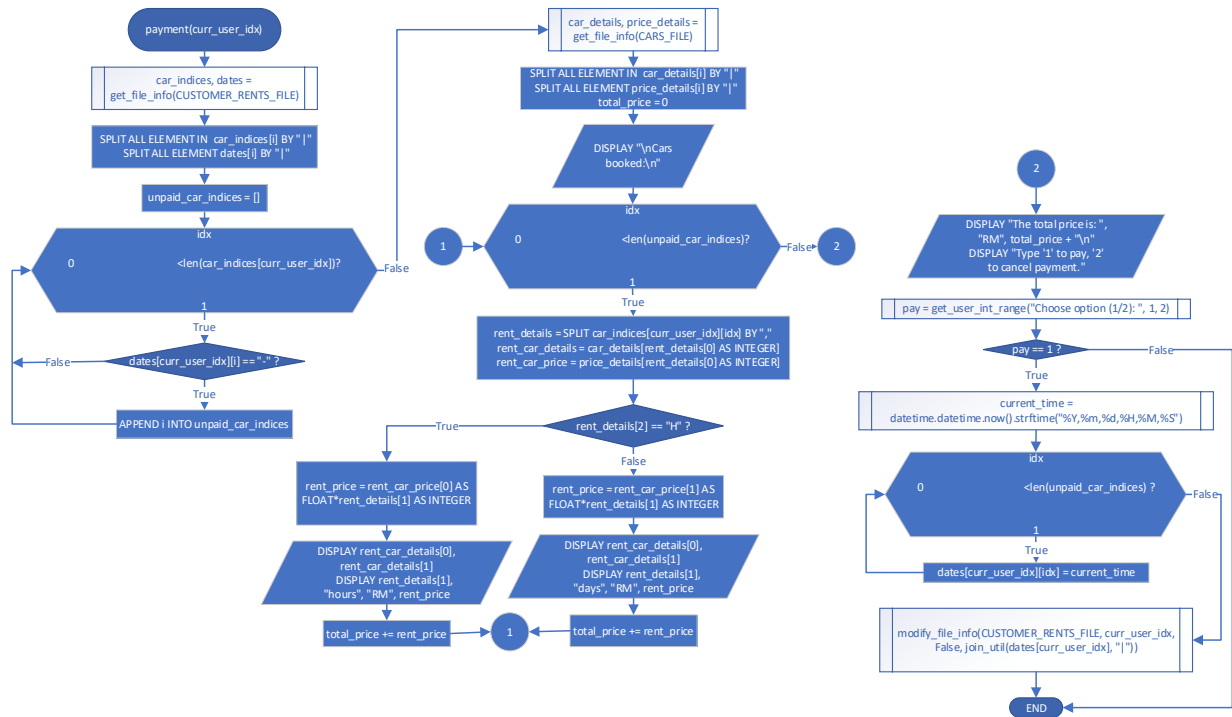 payment(curr_user_idx)
car_indices, dates =
get_file_info(CUSTOMER_RENTS_FILE)
SPLIT ALL ELEMENT IN car_indices[i] BY "|"
SPLIT ALL ELEMENT dates[i] BY "|"
unpaid_car_indices = []
idx
0
<len(car_indices[curr_user_idx])?
1
False
True
dates[curr_user_idx][i] == "-" ?
False
True
APPEND i INTO unpaid_car_indices
car_details, price_details =
get_file_info(CARS_FILE)
SPLIT ALL ELEMENT IN car_details[i] BY "|"
SPLIT ALL ELEMENT price_details[i] BY "|"
total_price = 0
DISPLAY "\nCars
booked:\n"
1
idx
0
<len(unpaid_car_indices)?
1
False
2
True
rent_details = SPLIT car_indices[curr_user_idx][idx] BY ","
rent_car_details = car_details[rent_details[0] AS INTEGER]
rent_car_price = price_details[rent_details[0] AS INTEGER]
rent_details[2] == "H" ?
True
False
rent_price = rent_car_price[0] AS
FLOAT*rent_details[1] AS INTEGER
DISPLAY rent_car_details[0],
rent_car_details[1]
DISPLAY rent_details[1],
"hours", "RM", rent_price
total_price += rent_price
rent_price = rent_car_price[1] AS
FLOAT*rent_details[1] AS INTEGER
DISPLAY rent_car_details[0],
rent_car_details[1]
DISPLAY rent_details[1],
"days", "RM", rent_price
total_price += rent_price
1
2
DISPLAY "The total price is: ",
"RM", total_price + "\n"
DISPLAY "Type '1' to pay, '2'
to cancel payment."
pay = get_user_int_range("Choose option (1/2): ", 1, 2)
pay == 1 ?
False
True
current_time =
datetime.datetime.now().strftime("%Y,%m,%d,%H,%M,%S")
idx
0
<len(unpaid_car_indices) ?
1
False
True
dates[curr_user_idx][idx] = current_time
modify_file_info(CUSTOMER_RENTS_FILE, curr_user_idx,
False, join_util(dates[curr_user_idx], "|"))
END